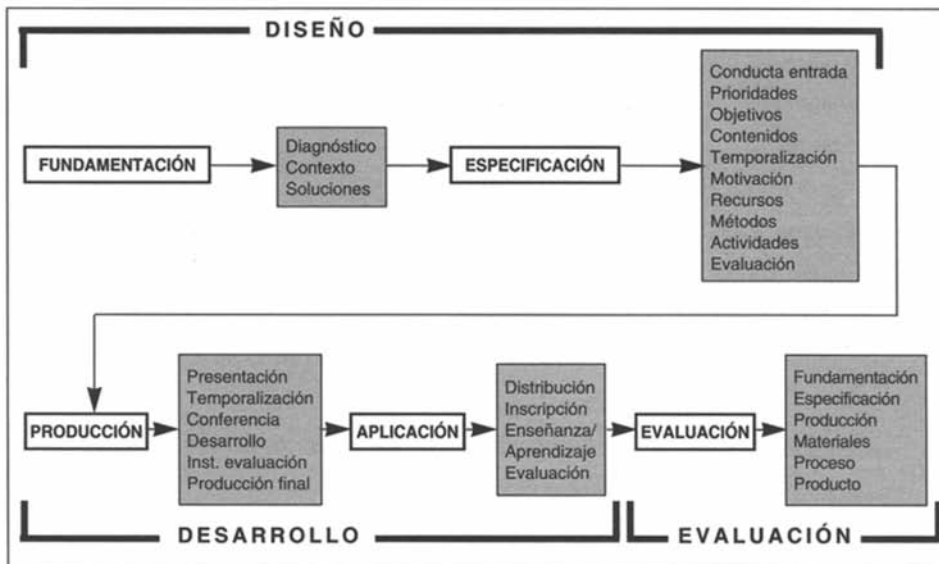 DISEÑO
FUNDAMENTACIÓN
Diagnóstico
Contexto
Soluciones
ESPECIFICACIÓN
Conducta entrada
Prioridades
Objetivos
Contenidos
Temporalización
Motivación
Recursos
Métodos
Actividades
Evaluación
PRODUCCIÓN
Presentación
Temporalización
Conferencia
Desarrollo
Inst. evaluación
Producción final
APLICACIÓN
Distribución
Inscripción
Enseñanza/
Aprendizaje
Evaluación
EVALUACIÓN
Fundamentación
Especificación
Producción
Materiales
Proceso
Producto
DESARROLLO
EVALUACIÓN